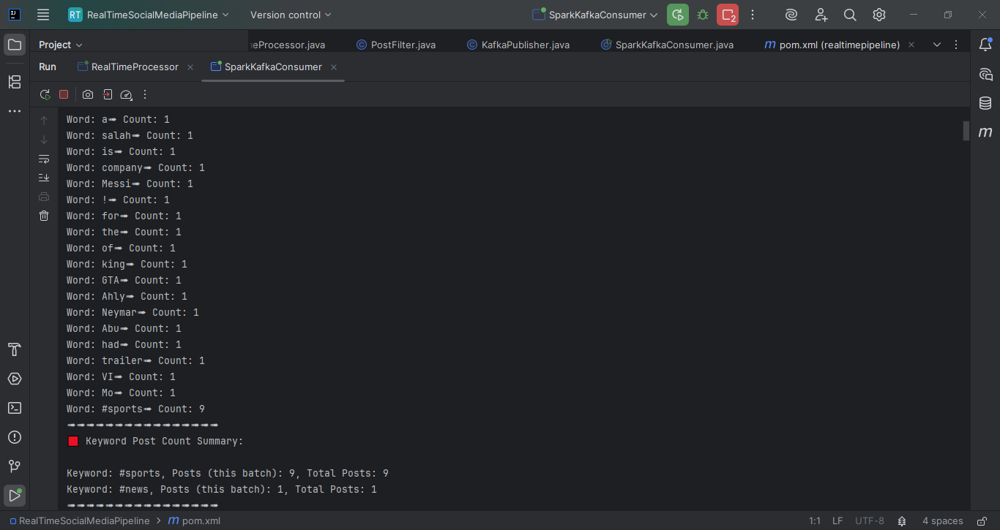 RT RealTimeSocialMediaPipeline Version control SparkKafkaConsumer 2
Project eProcessor.java PostFilter.java KafkaPublisher.java SparkKafkaConsumer.java m pom.xml (realtimepipeline)
Run RealTimeProcessor SparkKafkaConsumer
Word: a➠ Count: 1
Word: salah➠ Count: 1
Word: is➠ Count: 1
Word: company➠ Count: 1
Word: Messi➠ Count: 1
Word: !➠ Count: 1
Word: for➠ Count: 1
Word: the➠ Count: 1
Word: of➠ Count: 1
Word: king➠ Count: 1
Word: GTA➠ Count: 1
Word: Ahly➠ Count: 1
Word: Neymar➠ Count: 1
Word: Abu➠ Count: 1
Word: had➠ Count: 1
Word: trailer➠ Count: 1
Word: VI➠ Count: 1
Word: Mo➠ Count: 1
Word: #sports➠ Count: 9
➠➠➠➠➠➠➠➠➠➠➠➠➠➠➠➠
🟥 Keyword Post Count Summary:
Keyword: #sports, Posts (this batch): 9, Total Posts: 9
Keyword: #news, Posts (this batch): 1, Total Posts: 1
➠➠➠➠➠➠➠➠➠➠➠➠➠➠➠➠
RealTimeSocialMediaPipeline > m pom.xml 1:1 LF UTF-8 4 spaces